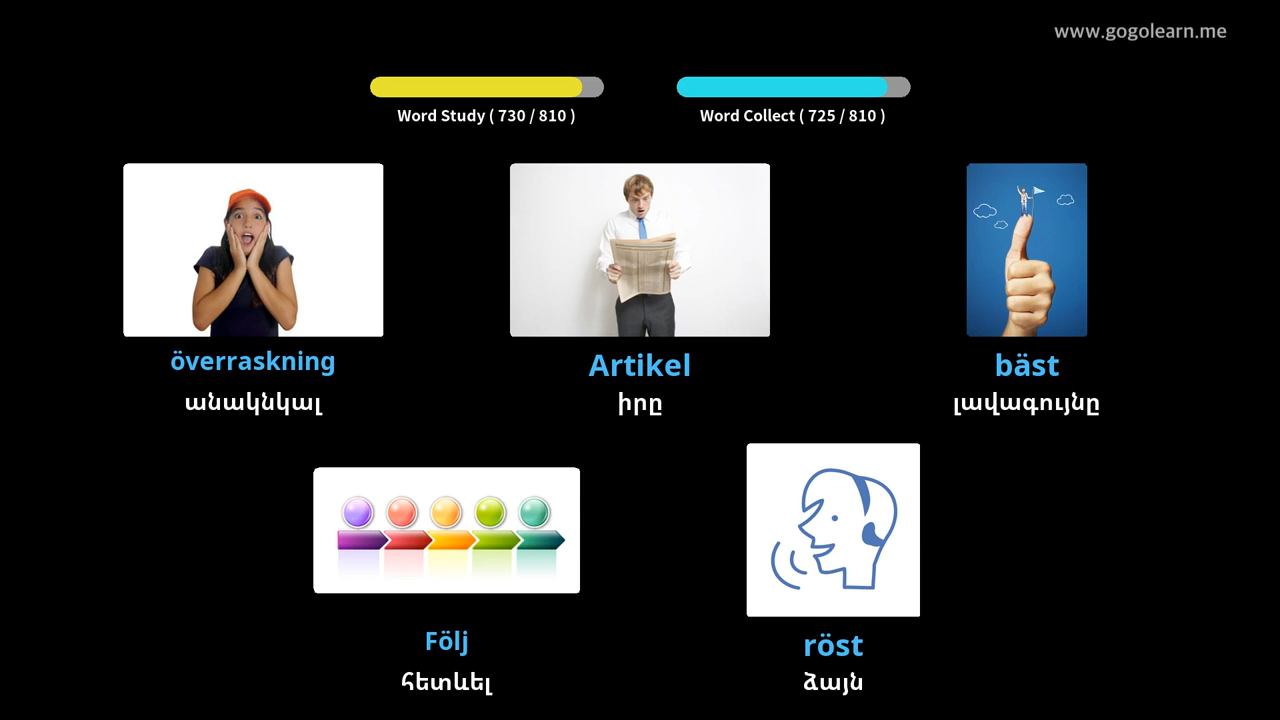 www.gogolearn.me
Word Study ( 730 / 810 )
Word Collect ( 725 / 810 )
överraskning
անակնկալ
Artikel
իրը
bäst
լավագույնը
Följ
հետևել
röst
ձայն